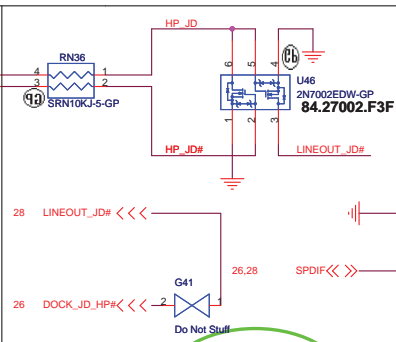 HP_JD
RN36
4
1
3
2
SRN10KJ-5-GP
6
5
4
U46
2N7002EDW-GP
84.27002.F3F
1
2
3
HP_JD#
LINEOUT_JD#
28
LINEOUT_JD#
26,28
SPDIF
G41
26
DOCK_JD_HP#
2
1
Do Not Stuff